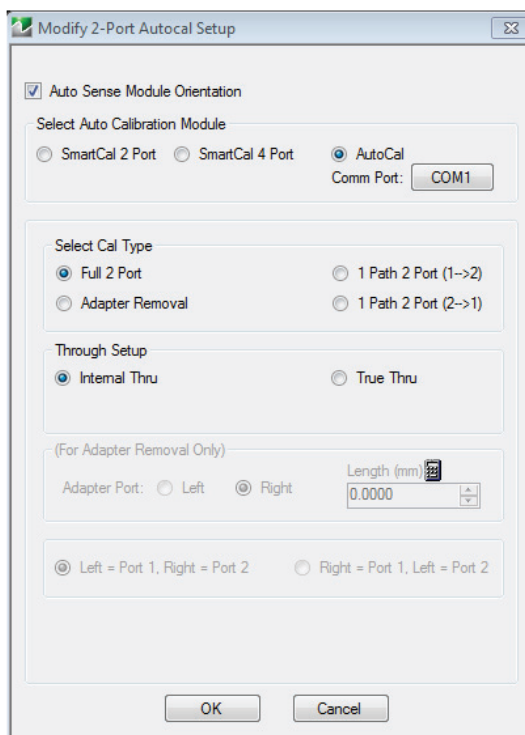 Modify 2-Port Autocal Setup
Auto Sense Module Orientation
Select Auto Calibration Module
SmartCal 2 Port SmartCal 4 Port AutoCal
Comm Port: COM1
Select Cal Type
Full 2 Port 1 Path 2 Port (1-->2)
Adapter Removal 1 Path 2 Port (2-->1)
Through Setup
Internal Thru True Thru
(For Adapter Removal Only)
Length (mm)
Adapter Port: Left Right 0.0000
Left = Port 1, Right = Port 2 Right = Port 1, Left = Port 2
OK Cancel